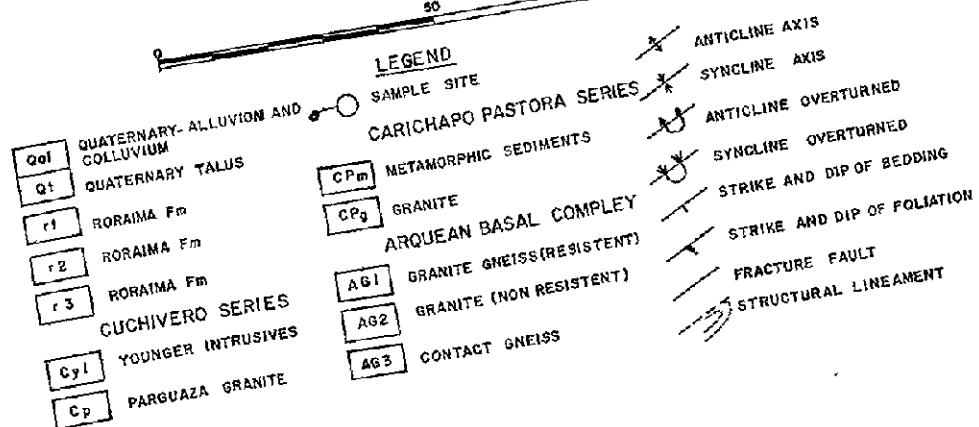 0
50
LEGEND
SAMPLE SITE
Qal QUATERNARY-ALLUVION AND
COLLUVIUM
Qt QUATERNARY TALUS
r1 RORAIMA Fm
r2 RORAIMA Fm
r3 RORAIMA Fm
CUCHIVERO SERIES
Cyl YOUNGER INTRUSIVES
Cp PARGUAZA GRANITE
CARICHAPO PASTORA SERIES
CPm METAMORPHIC SEDIMENTS
CPg GRANITE
ARQUEAN BASAL COMPLEY
AG1 GRANITE GNEISS (RESISTENT)
AG2 GRANITE (NON RESISTENT)
AG3 CONTACT GNEISS
ANTICLINE AXIS
SYNCLINE AXIS
ANTICLINE OVERTURNED
SYNCLINE OVERTURNED
STRIKE AND DIP OF BEDDING
STRIKE AND DIP OF FOLIATION
FRACTURE FAULT
STRUCTURAL LINEAMENT